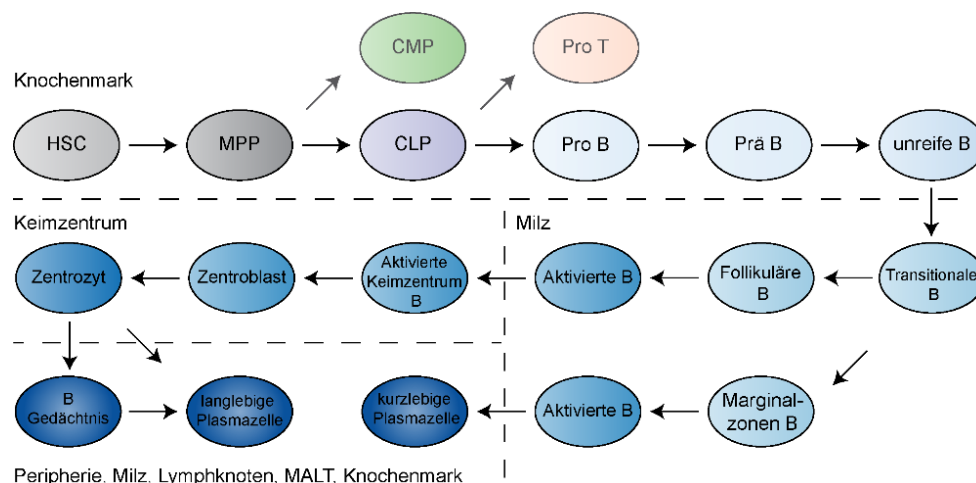 CMP
Pro T
Knochenmark
HSC
MPP
CLP
Pro B
Prä B
unreife B
Keimzentrum
Milz
Zentrozyt
Zentroblast
Aktivierte
Keimzentrum
B
Aktivierte B
Follikuläre
B
Transitionale
B
B
Gedächtnis
langlebige
Plasmazelle
kurzlebige
Plasmazelle
Aktivierte B
Marginal-
zonen B
Peripherie, Milz, Lymphknoten, MALT, Knochenmark